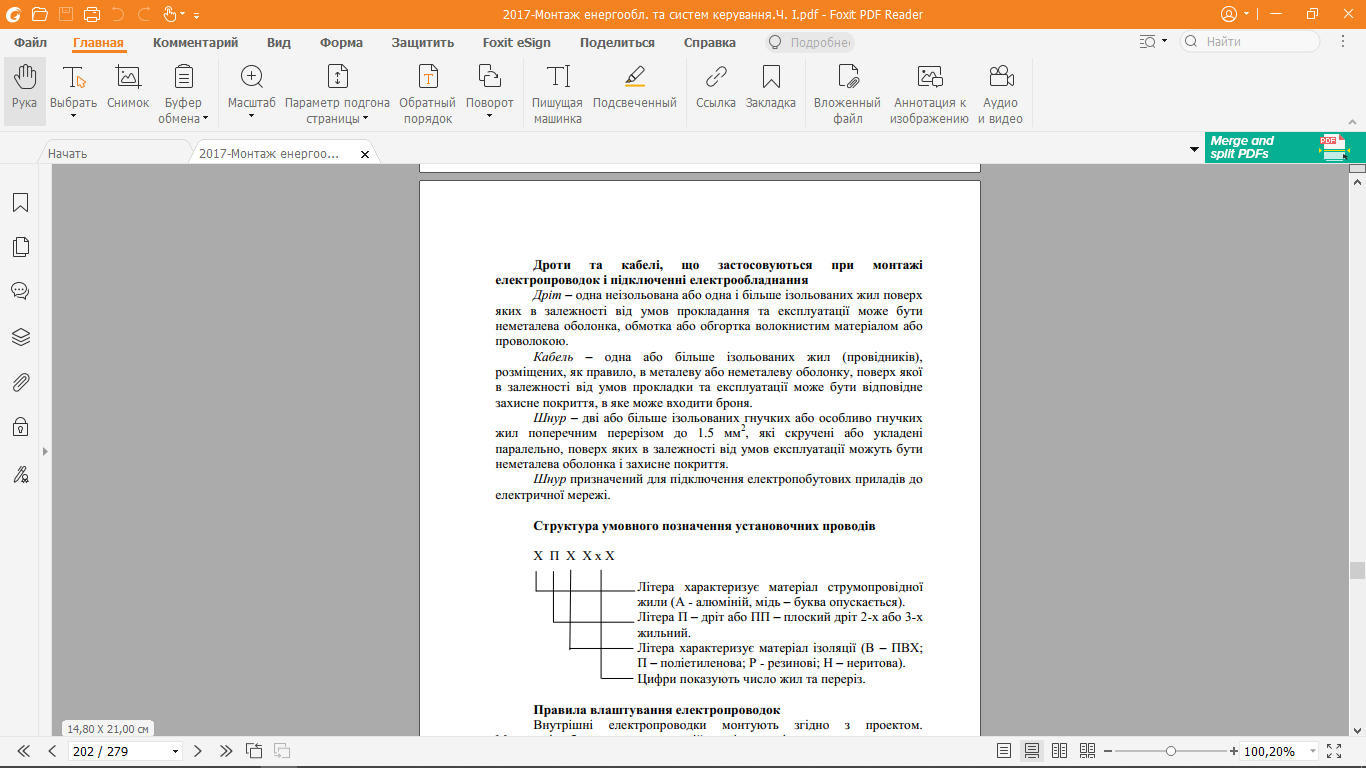 2017-Монтаж енергообл. та систем керування.Ч. I.pdf - Foxit PDF Reader
Файл Главная Комментарий Вид Форма Защитить Foxit eSign Поделиться Справка Подробнее Найти
Рука Выбрать Снимок Буфер обмена Масштаб Параметр подгона страницы Обратный порядок Поворот Пишущая машинка Подсвеченный Ссылка Закладка Вложенный файл Аннотация к изображению Аудио и видео
Начать 2017-Монтаж енергоо...
Merge and
split PDFs
PDF
Дроти та кабелі, що застосовуються при монтажі
електропроводок і підключенні електрообладнання
Дріт – одна неізольована або одна і більше ізольованих жил поверх
яких в залежності від умов прокладання та експлуатації може бути
неметалева оболонка, обмотка або обгортка волокнистим матеріалом або
проволокою.
Кабель – одна або більше ізольованих жил (провідників),
розміщених, як правило, в металеву або неметалеву оболонку, поверх якої
в залежності від умов прокладки та експлуатації може бути відповідне
захисне покриття, в яке може входити броня.
Шнур – дві або більше ізольованих гнучких або особливо гнучких
жил поперечним перерізом до 1.5 мм², які скручені або укладені
паралельно, поверх яких в залежності від умов експлуатації можуть бути
неметалева оболонка і захисне покриття.
Шнур призначений для підключення електропобутових приладів до
електричної мережі.
Структура умовного позначення установочних проводів
Х П Х Х х Х
Літера характеризує матеріал струмопровідної
жили (А - алюміній, мідь – буква опускається).
Літера П – дріт або ПП – плоский дріт 2-х або 3-х
жильний.
Літера характеризує матеріал ізоляції (В – ПВХ;
П – поліетиленова; Р - резинові; Н – неритова).
Цифри показують число жил та переріз.
Правила влаштування електропроводок
Внутрішні електропроводки монтують згідно з проектом.
14,80 X 21,00 см
202 / 279
100,20%